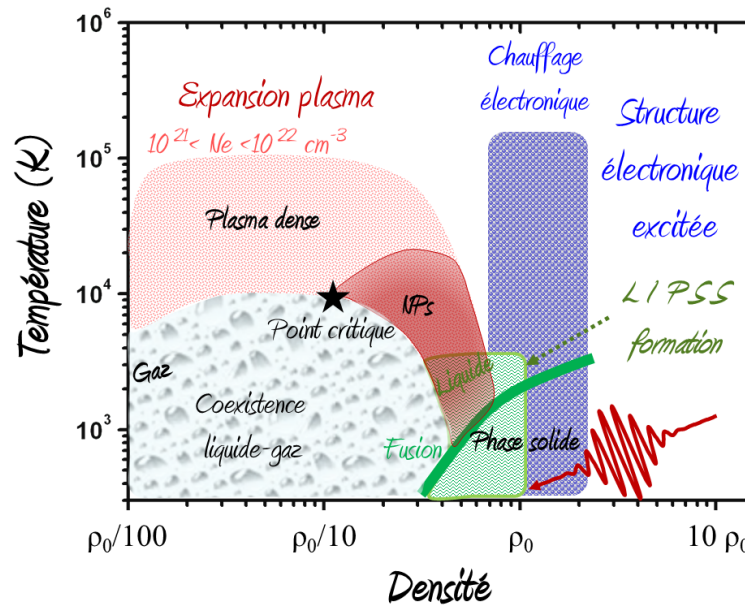 10⁶
10⁵
10⁴
10³
Température (K)
Expansion plasma
10²¹< Ne <10²² cm⁻³
Plasma dense
Chauffage
électronique
Structure
électronique
excitée
NPs
Point critique
LIPSS
formation
Gaz
Liquide
Coexistence
liquide-gaz
Fusion
Phase solide
ρ₀/100
ρ₀/10
ρ₀
10 ρ₀
Densité